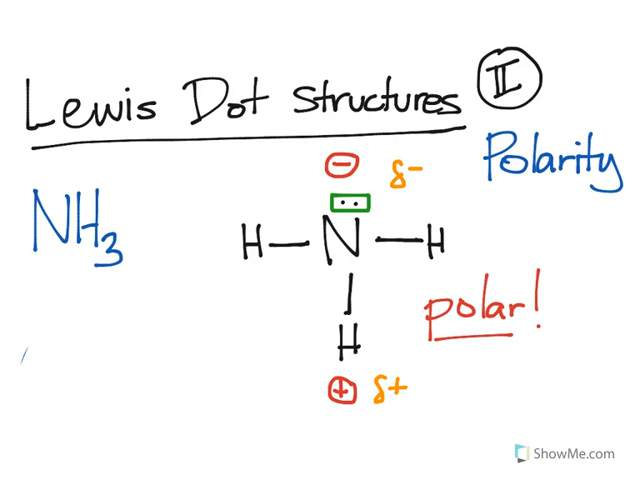 Lewis Dot Structures II
Polarity
NH3
⊖ δ-
··
H — N — H
|
H
polar!
⊕ δ+
ShowMe.com